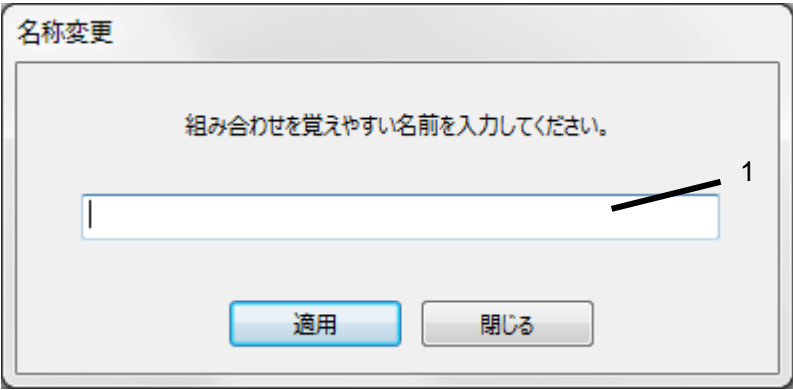 名称変更
組み合わせを覚えやすい名前を入力してください。
1
適用 閉じる